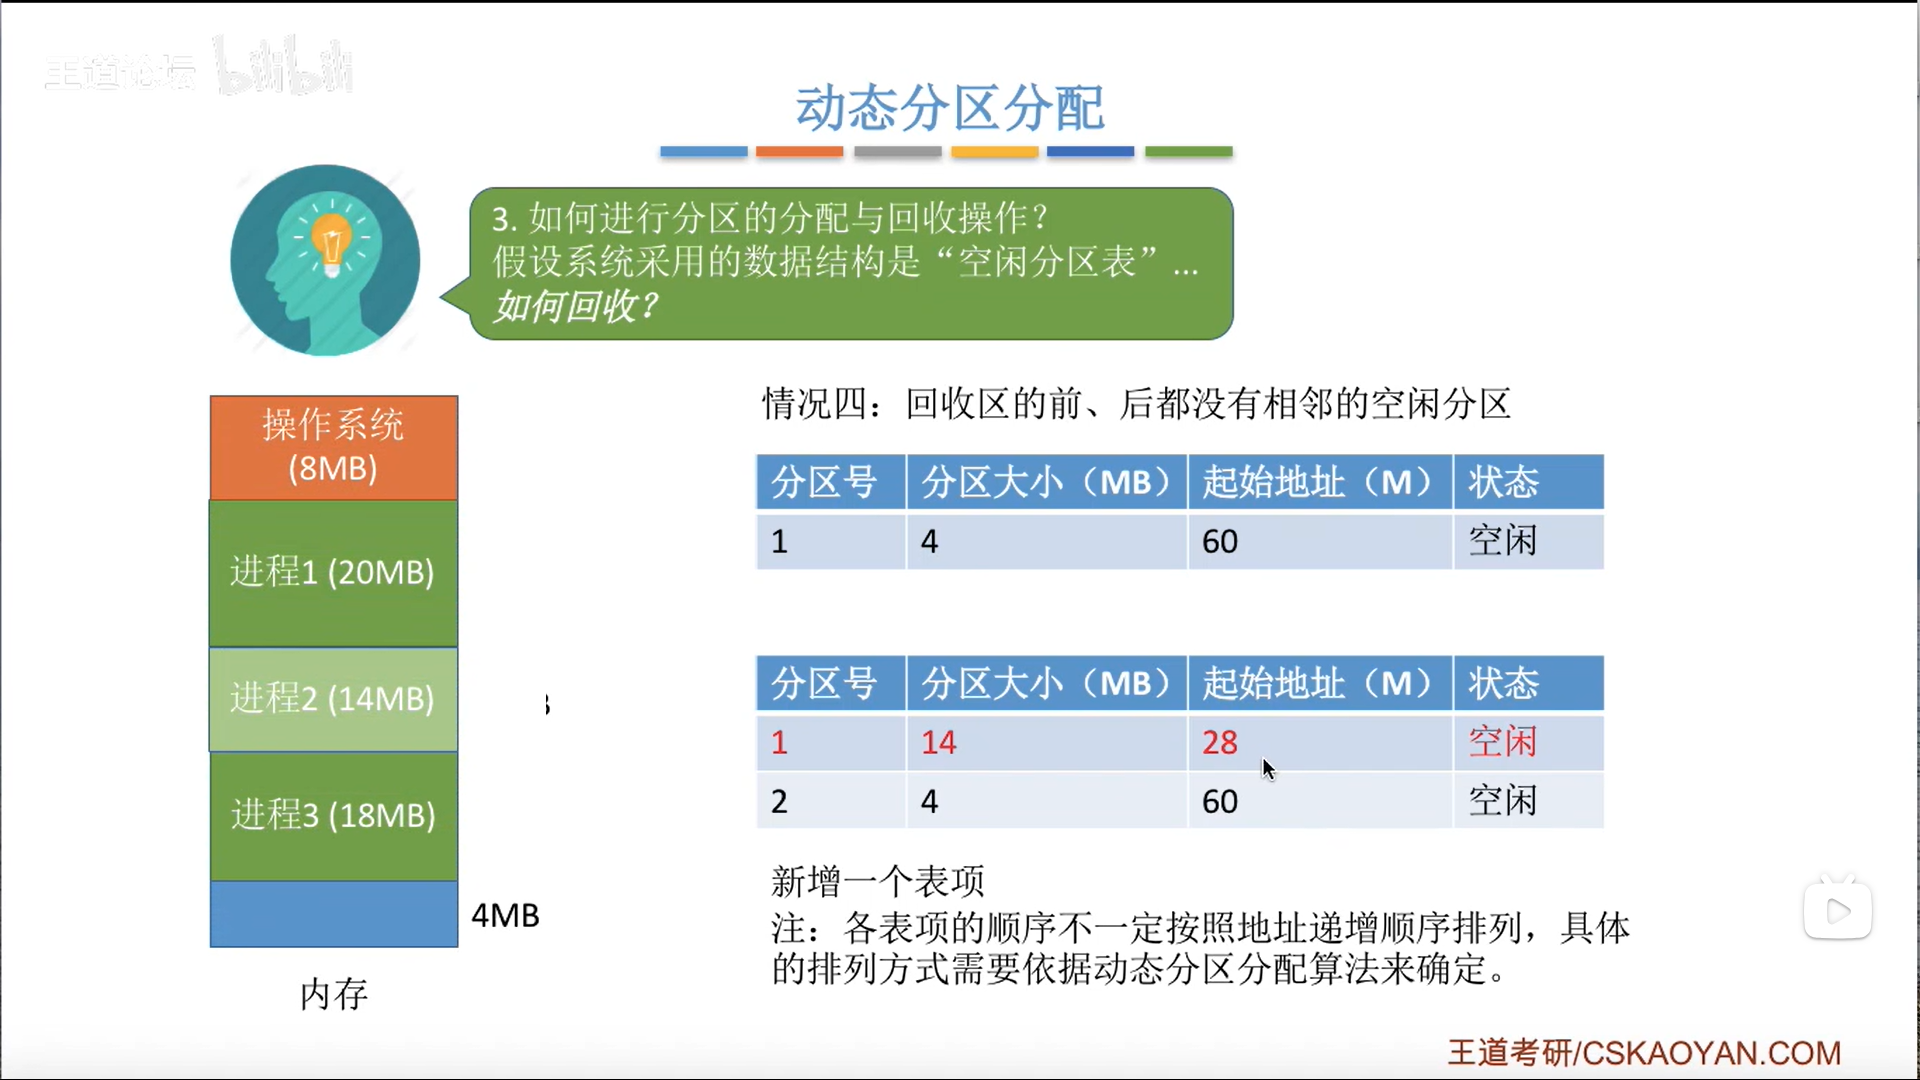 王道论坛 bilibili
动态分区分配
3. 如何进行分区的分配与回收操作？
假设系统采用的数据结构是“空闲分区表”...
如何回收？
操作系统
(8MB)
进程1 (20MB)
进程2 (14MB)
进程3 (18MB)
4MB
内存
情况四：回收区的前、后都没有相邻的空闲分区
分区号 分区大小（MB） 起始地址（M） 状态
1 4 60 空闲
分区号 分区大小（MB） 起始地址（M） 状态
1 14 28 空闲
2 4 60 空闲
新增一个表项
注：各表项的顺序不一定按照地址递增顺序排列，具体
的排列方式需要依据动态分区分配算法来确定。
王道考研/CSKAOYAN.COM